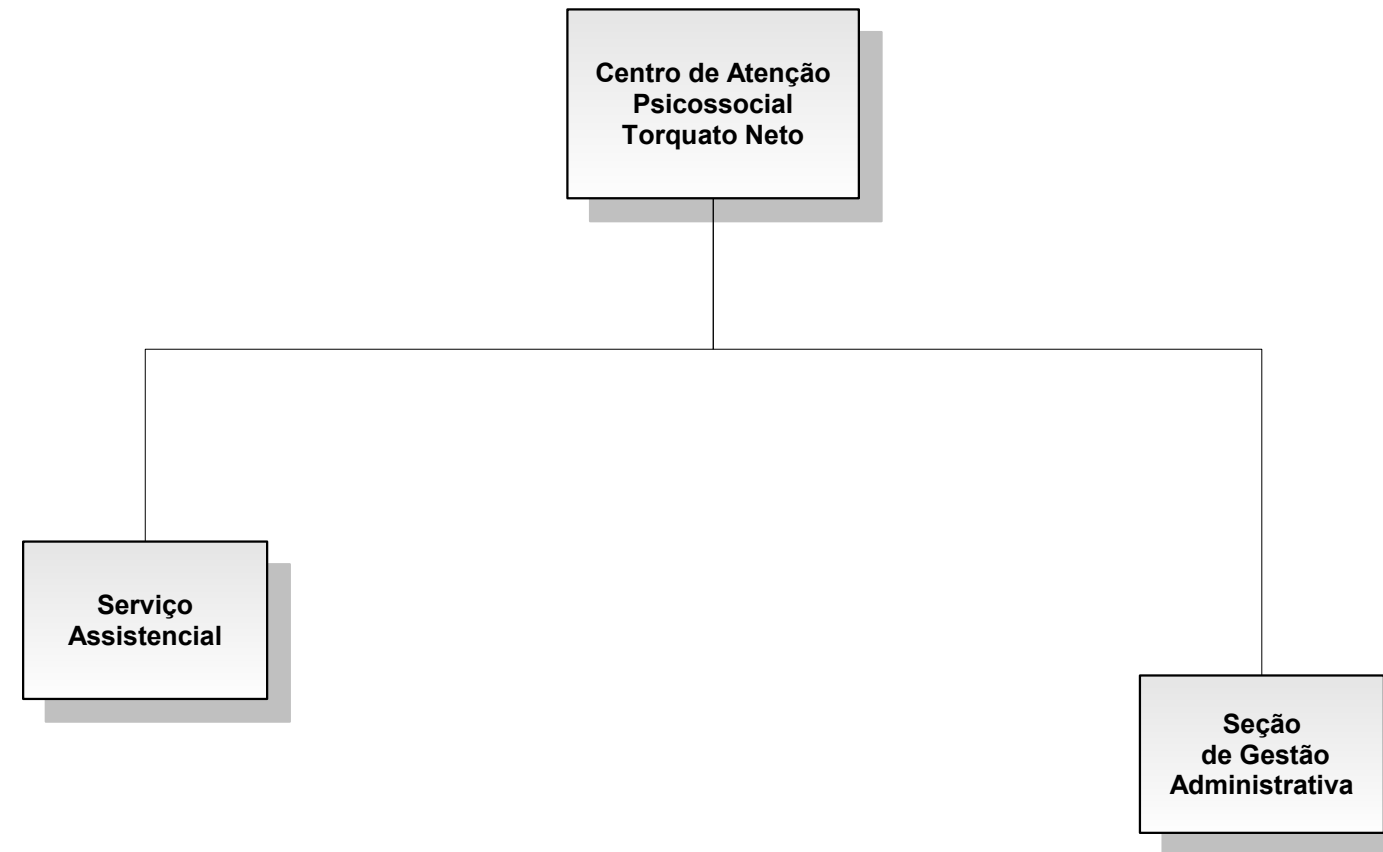 Centro de Atenção
Psicossocial
Torquato Neto
Serviço
Assistencial
Seção
de Gestão
Administrativa